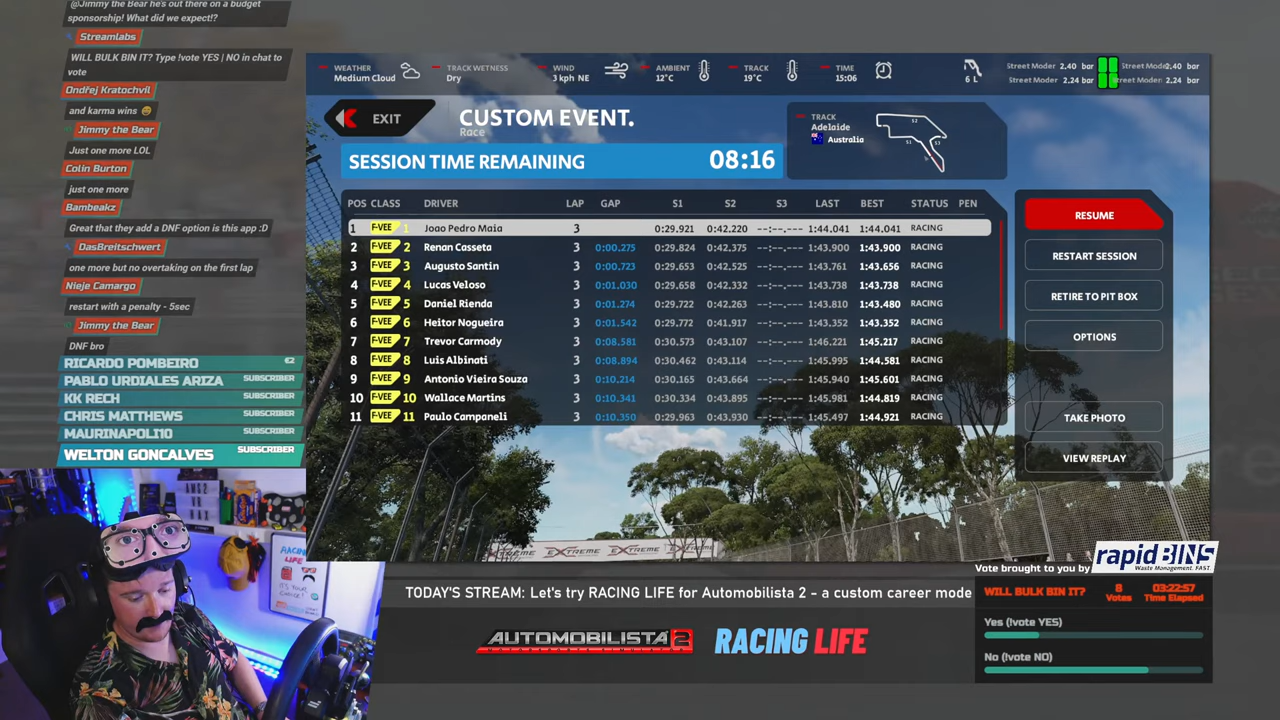 @Jimmy the Bear he's out there on a budget
sponsorship! What did we expect!?
Streamlabs
WILL BULK BIN IT? Type !vote YES | NO in chat to
vote
Ondřej Kratochvíl
and karma wins 😅
Jimmy the Bear
Just one more LOL
Colin Burton
just one more
Bambeakz
Great that they add a DNF option is this app :D
DasBreitschwert
one more but no overtaking on the first lap
Nieje Camargo
restart with a penalty - 5sec
Jimmy the Bear
DNF bro
RICARDO POMBEIRO €2
PABLO URDIALES ARIZA SUBSCRIBER
KK RECH SUBSCRIBER
CHRIS MATTHEWS SUBSCRIBER
MAURINAPOLI10 SUBSCRIBER
WELTON GONCALVES SUBSCRIBER
WEATHER
Medium Cloud
TRACK WETNESS
Dry
WIND
3 kph NE
AMBIENT
12°C
TRACK
19°C
TIME
15:06
6 L
Street Moder 2.40 bar
Street Moder 2.24 bar
Street Mode 2.40 bar
Street Moder 2.24 bar
EXIT
CUSTOM EVENT.
Race
SESSION TIME REMAINING 08:16
TRACK
Adelaide
Australia
S2
S1
S3
POS CLASS DRIVER LAP GAP S1 S2 S3 LAST BEST STATUS PEN
1 F-VEE 1 Joao Pedro Maia 3 0:29.921 0:42.220 --:--.--- 1:44.041 1:44.041 RACING
2 F-VEE 2 Renan Casseta 3 0:00.275 0:29.824 0:42.375 --:--.--- 1:43.900 1:43.900 RACING
3 F-VEE 3 Augusto Santin 3 0:00.723 0:29.653 0:42.525 --:--.--- 1:43.761 1:43.656 RACING
4 F-VEE 4 Lucas Veloso 3 0:01.030 0:29.658 0:42.332 --:--.--- 1:43.738 1:43.738 RACING
5 F-VEE 5 Daniel Rienda 3 0:01.274 0:29.722 0:42.263 --:--.--- 1:43.810 1:43.480 RACING
6 F-VEE 6 Heitor Nogueira 3 0:01.542 0:29.772 0:41.917 --:--.--- 1:43.352 1:43.352 RACING
7 F-VEE 7 Trevor Carmody 3 0:08.581 0:30.573 0:43.107 --:--.--- 1:46.221 1:45.217 RACING
8 F-VEE 8 Luis Albinati 3 0:08.894 0:30.462 0:43.114 --:--.--- 1:45.995 1:44.581 RACING
9 F-VEE 9 Antonio Vieira Souza 3 0:10.214 0:30.165 0:43.664 --:--.--- 1:45.940 1:45.601 RACING
10 F-VEE 10 Wallace Martins 3 0:10.341 0:30.334 0:43.895 --:--.--- 1:45.981 1:44.819 RACING
11 F-VEE 11 Paulo Campaneli 3 0:10.350 0:29.963 0:43.930 --:--.--- 1:45.497 1:44.921 RACING
RESUME
RESTART SESSION
RETIRE TO PIT BOX
OPTIONS
TAKE PHOTO
VIEW REPLAY
EXTREME EXTREME EXTREME
RACING
LIFE
Vote brought to you by
rapidBINS
Waste Management. FAST.
TODAY'S STREAM: Let's try RACING LIFE for Automobilista 2 - a custom career mode
AUTOMOBILISTA 2
RACING LIFE
WILL BULK BIN IT? 8 Votes 03:22:57 Time Elapsed
Yes (!vote YES)
No (!vote NO)